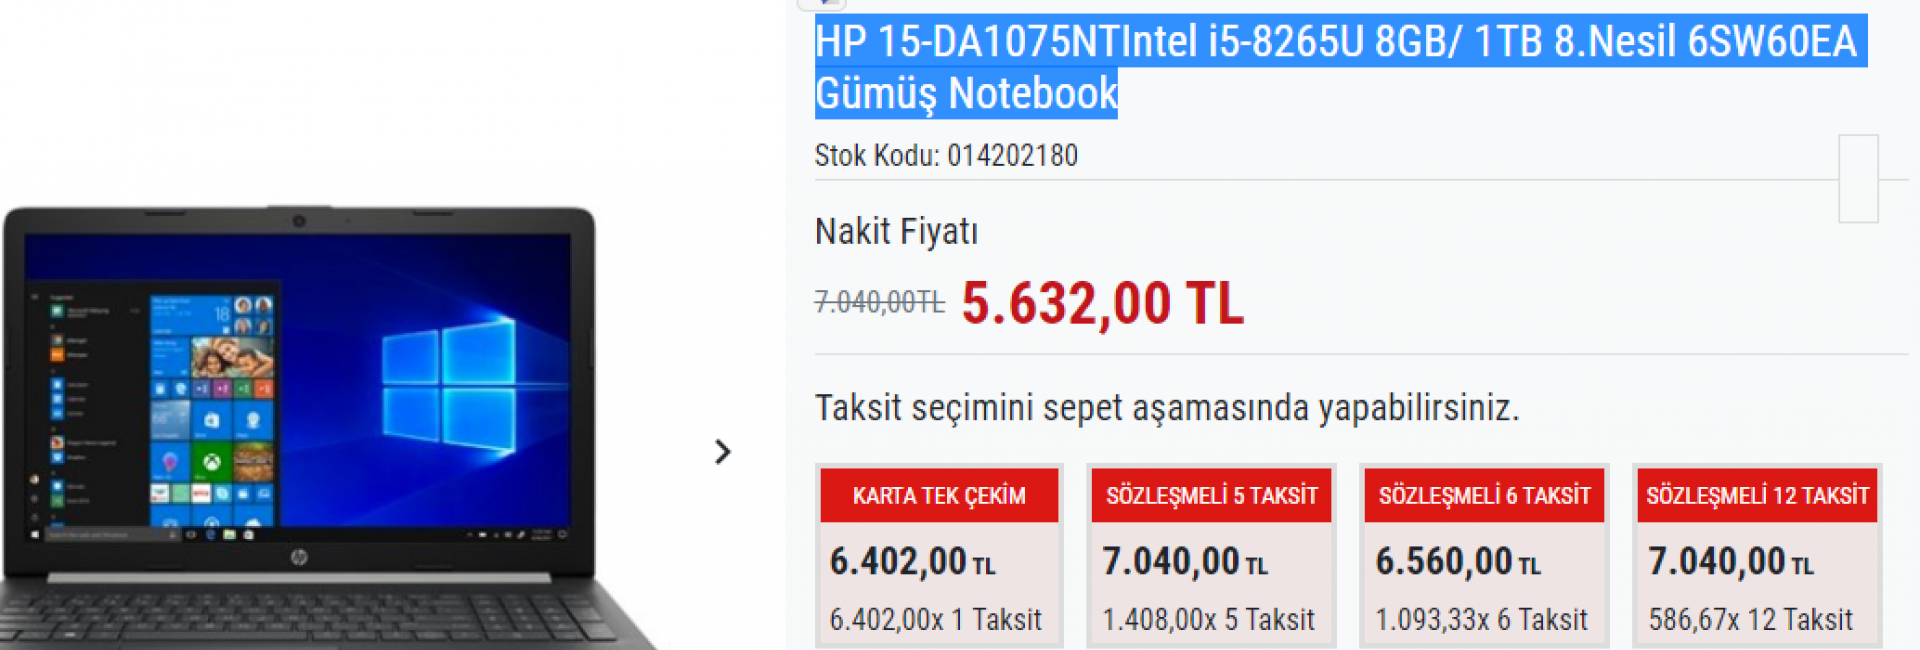 HP 15-DA1075NTIntel i5-8265U 8GB/ 1TB 8.Nesil 6SW60EA
Gümüş Notebook
Stok Kodu: 014202180
Nakit Fiyatı
7.040,00TL 5.632,00 TL
Taksit seçimini sepet aşamasında yapabilirsiniz.
KARTA TEK ÇEKİM
6.402,00 TL
6.402,00x 1 Taksit
SÖZLEŞMELİ 5 TAKSİT
7.040,00 TL
1.408,00x 5 Taksit
SÖZLEŞMELİ 6 TAKSİT
6.560,00 TL
1.093,33x 6 Taksit
SÖZLEŞMELİ 12 TAKSİT
7.040,00 TL
586,67x 12 Taksit
18
hp